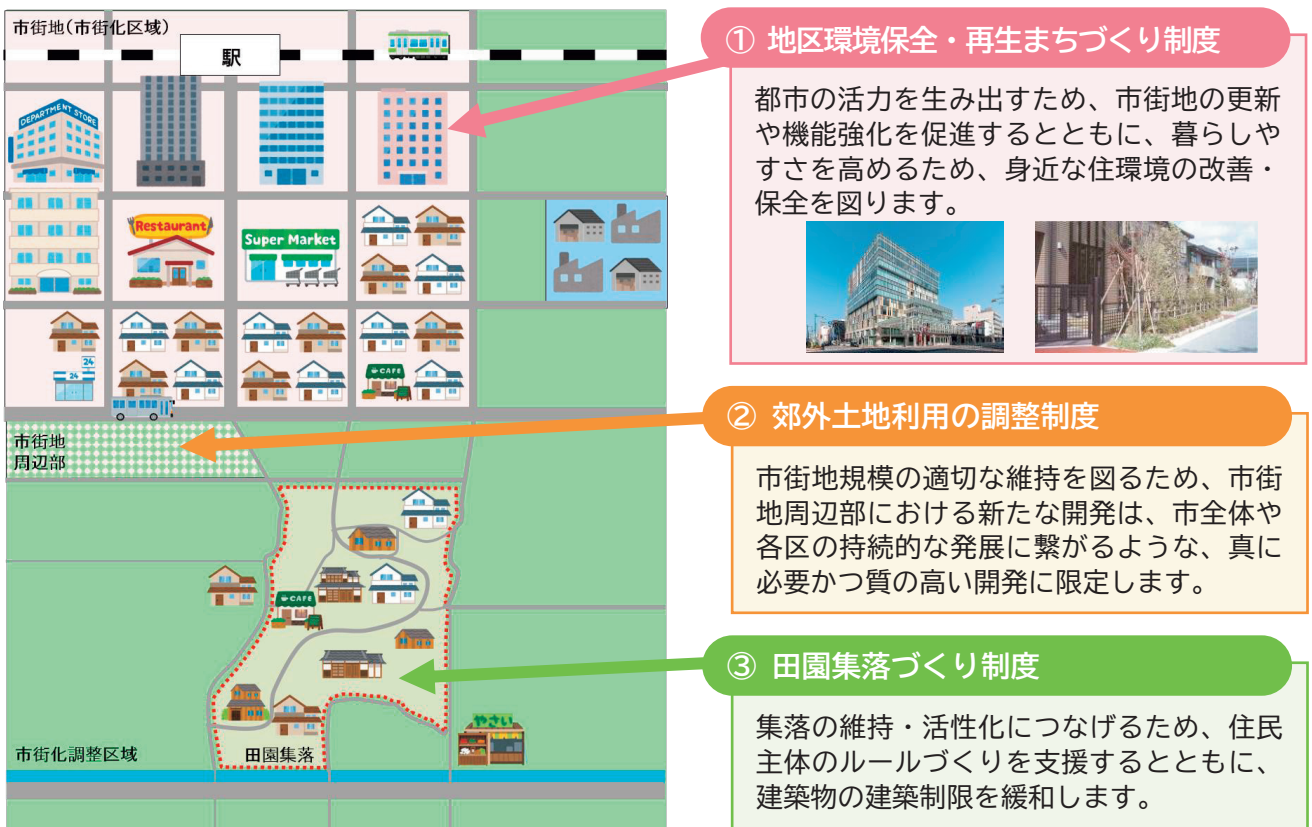 市街地(市街化区域)
駅
DEPARTMENT STORE
Restaurant
Super Market
24
24
CAFE
市街地
周辺部
CAFE
やさい
市街化調整区域
田園集落
① 地区環境保全・再生まちづくり制度
都市の活力を生み出すため、市街地の更新
や機能強化を促進するとともに、暮らしや
すさを高めるため、身近な住環境の改善・
保全を図ります。
② 郊外土地利用の調整制度
市街地規模の適切な維持を図るため、市街
地周辺部における新たな開発は、市全体や
各区の持続的な発展に繋がるような、真に
必要かつ質の高い開発に限定します。
③ 田園集落づくり制度
集落の維持・活性化につなげるため、住民
主体のルールづくりを支援するとともに、
建築物の建築制限を緩和します。